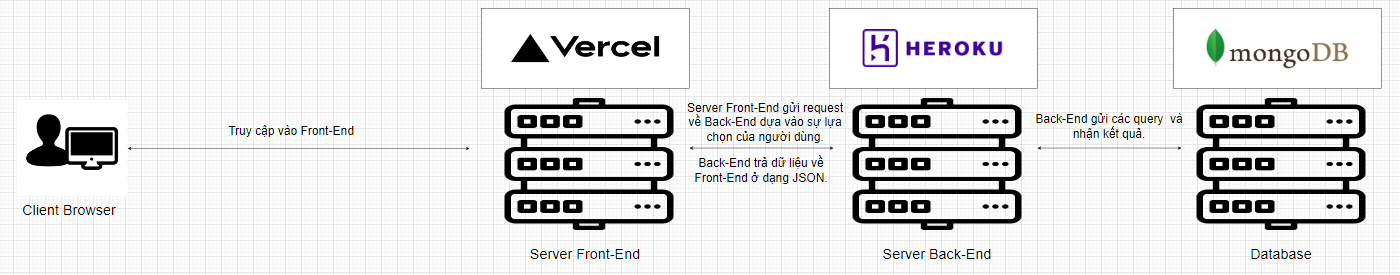 Vercel
HEROKU
mongoDB
Truy cập vào Front-End
Server Front-End gửi request
về Back-End dựa vào sự lựa
chọn của người dùng.
Back-End trả dữ liệu về
Front-End ở dạng JSON.
Back-End gửi các query và
nhận kết quả.
Client Browser
Server Front-End
Server Back-End
Database